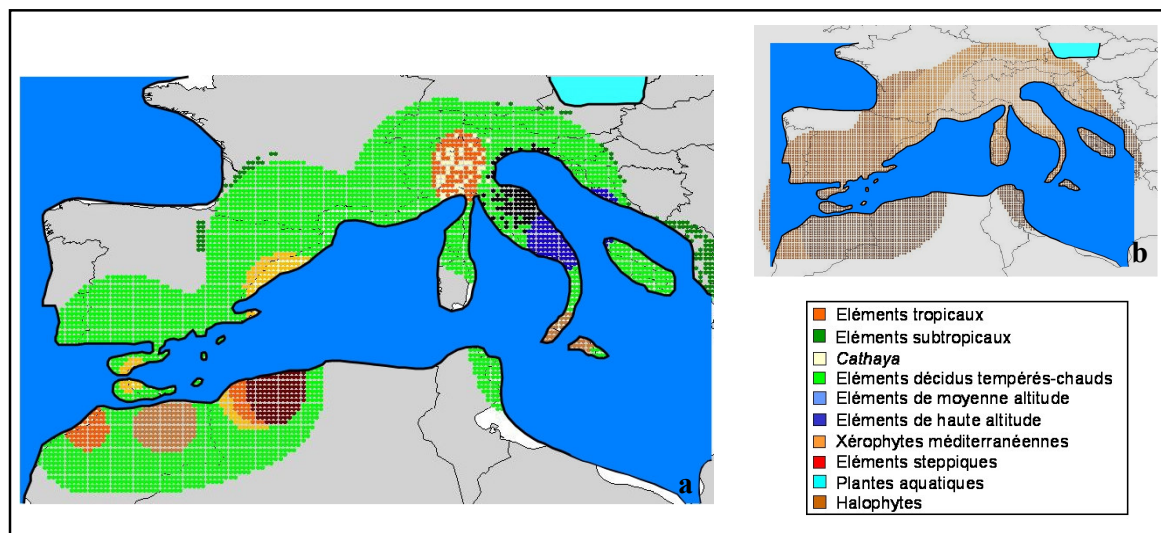 a
b
Eléments tropicaux
Eléments subtropicaux
Cathaya
Eléments décidus tempérés-chauds
Eléments de moyenne altitude
Eléments de haute altitude
Xérophytes méditerranéennes
Eléments steppiques
Plantes aquatiques
Halophytes